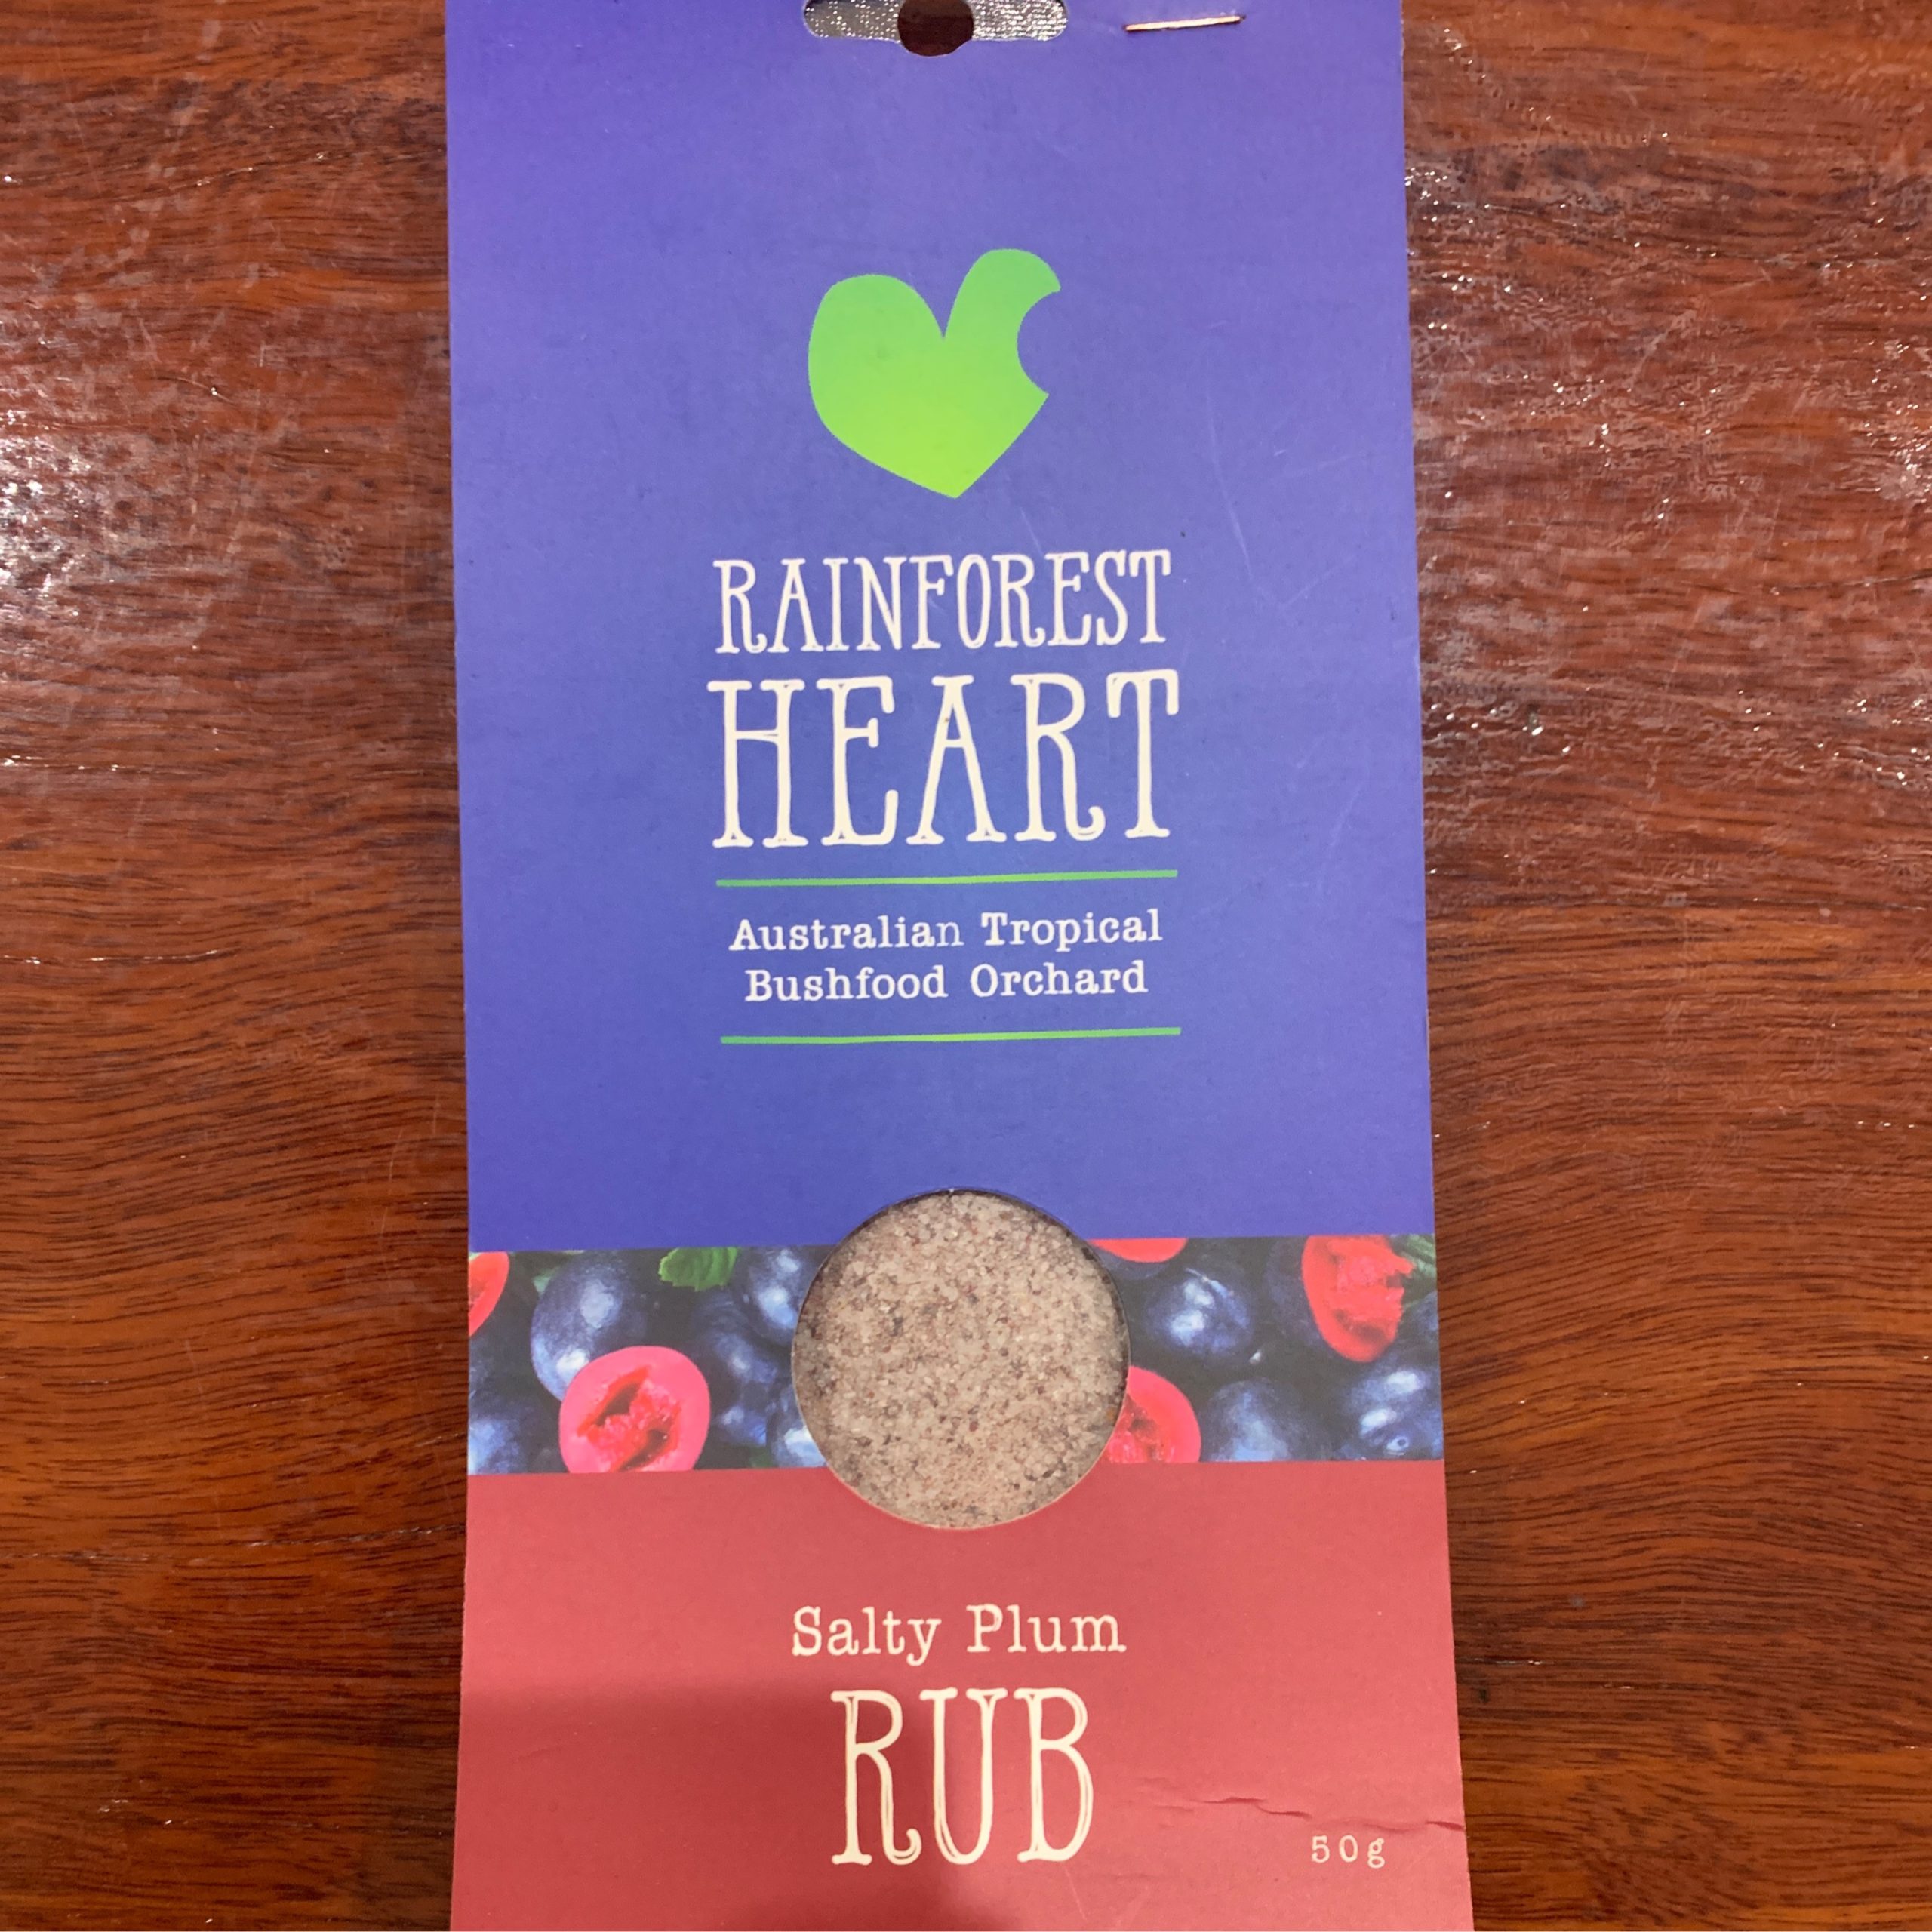 RAINFOREST
HEART
Australian Tropical
Bushfood Orchard
Salty Plum
RUB
50g